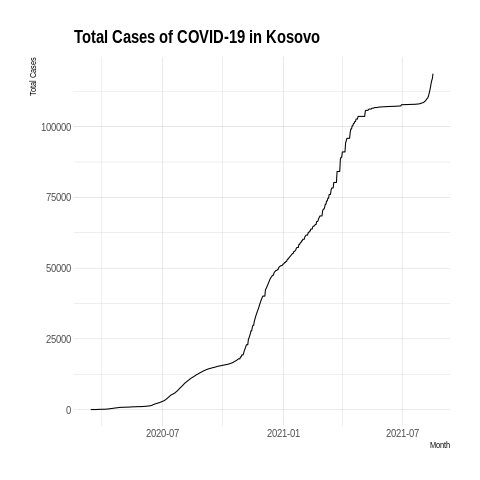 Total Cases of COVID-19 in Kosovo
Total Cases
100000
75000
50000
25000
0
2020-07 2021-01 2021-07
Month